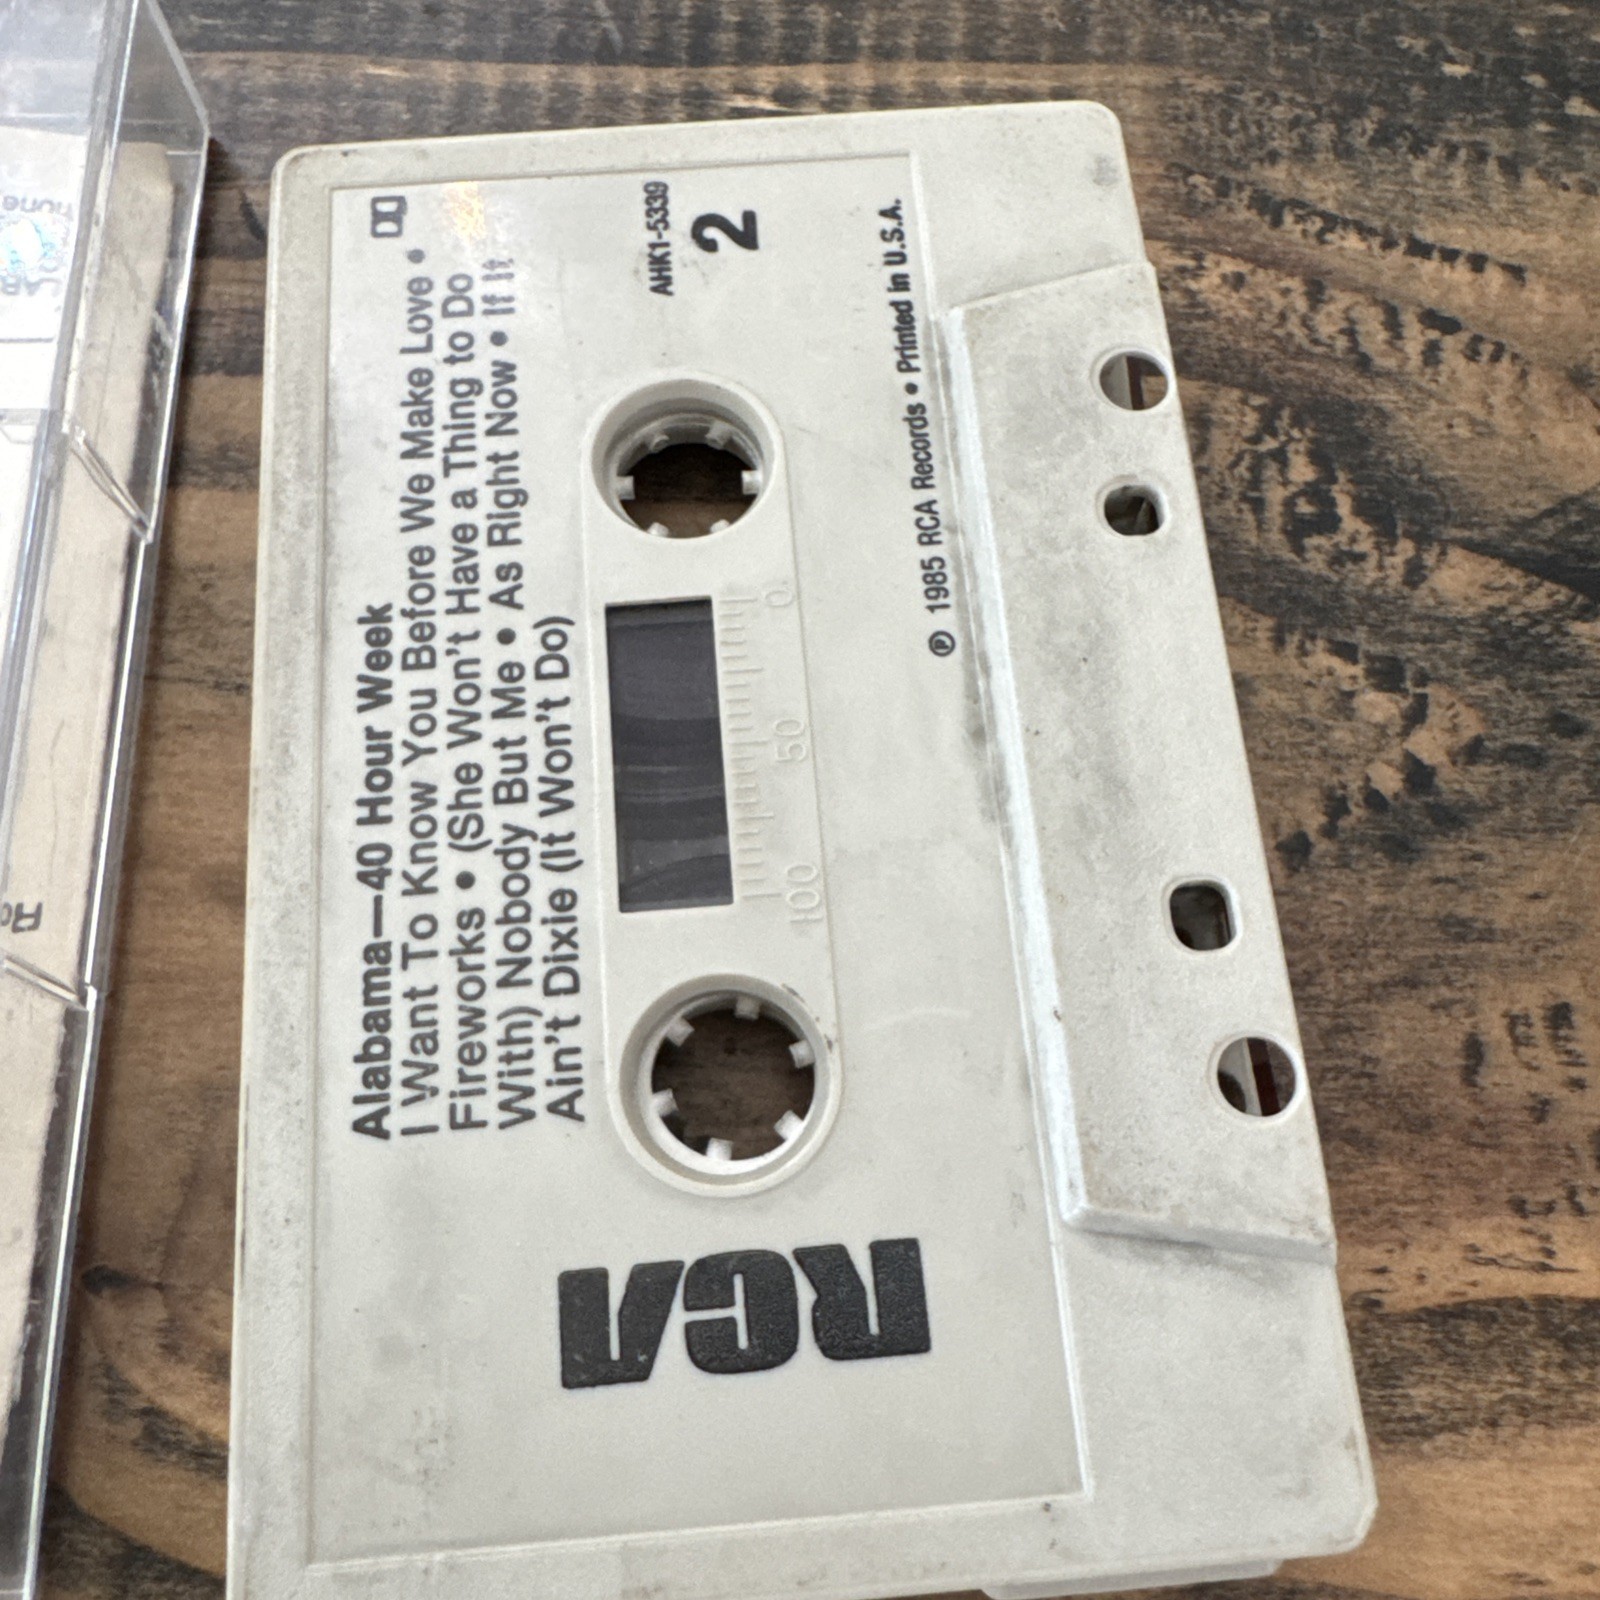 Alabama—40 Hour Week
I Want To Know You Before We Make Love •
Fireworks • (She Won't Have a Thing to Do
With) Nobody But Me • As Right Now • If It
Ain't Dixie (It Won't Do)
AHK1-5339
2
0
50
100
℗ 1985 RCA Records • Printed in U.S.A.
RCA